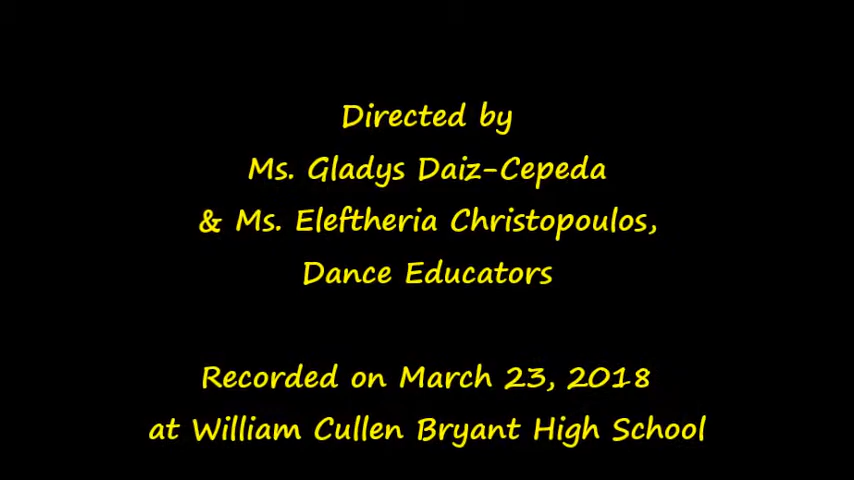 Directed by
Ms. Gladys Daiz-Cepeda
& Ms. Eleftheria Christopoulos,
Dance Educators
Recorded on March 23, 2018
at William Cullen Bryant High School